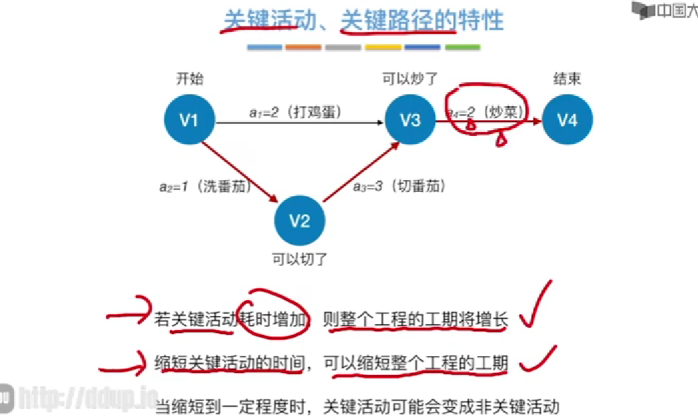 关键活动、关键路径的特性
中国大
开始
可以炒了
结束
V1
a₁=2（打鸡蛋）
V3
a₄=2（炒菜）
V4
a₂=1（洗番茄）
a₃=3（切番茄）
V2
可以切了
若关键活动耗时增加，则整个工程的工期将增长
缩短关键活动的时间，可以缩短整个工程的工期
http://ddup.io
当缩短到一定程度时，关键活动可能会变成非关键活动